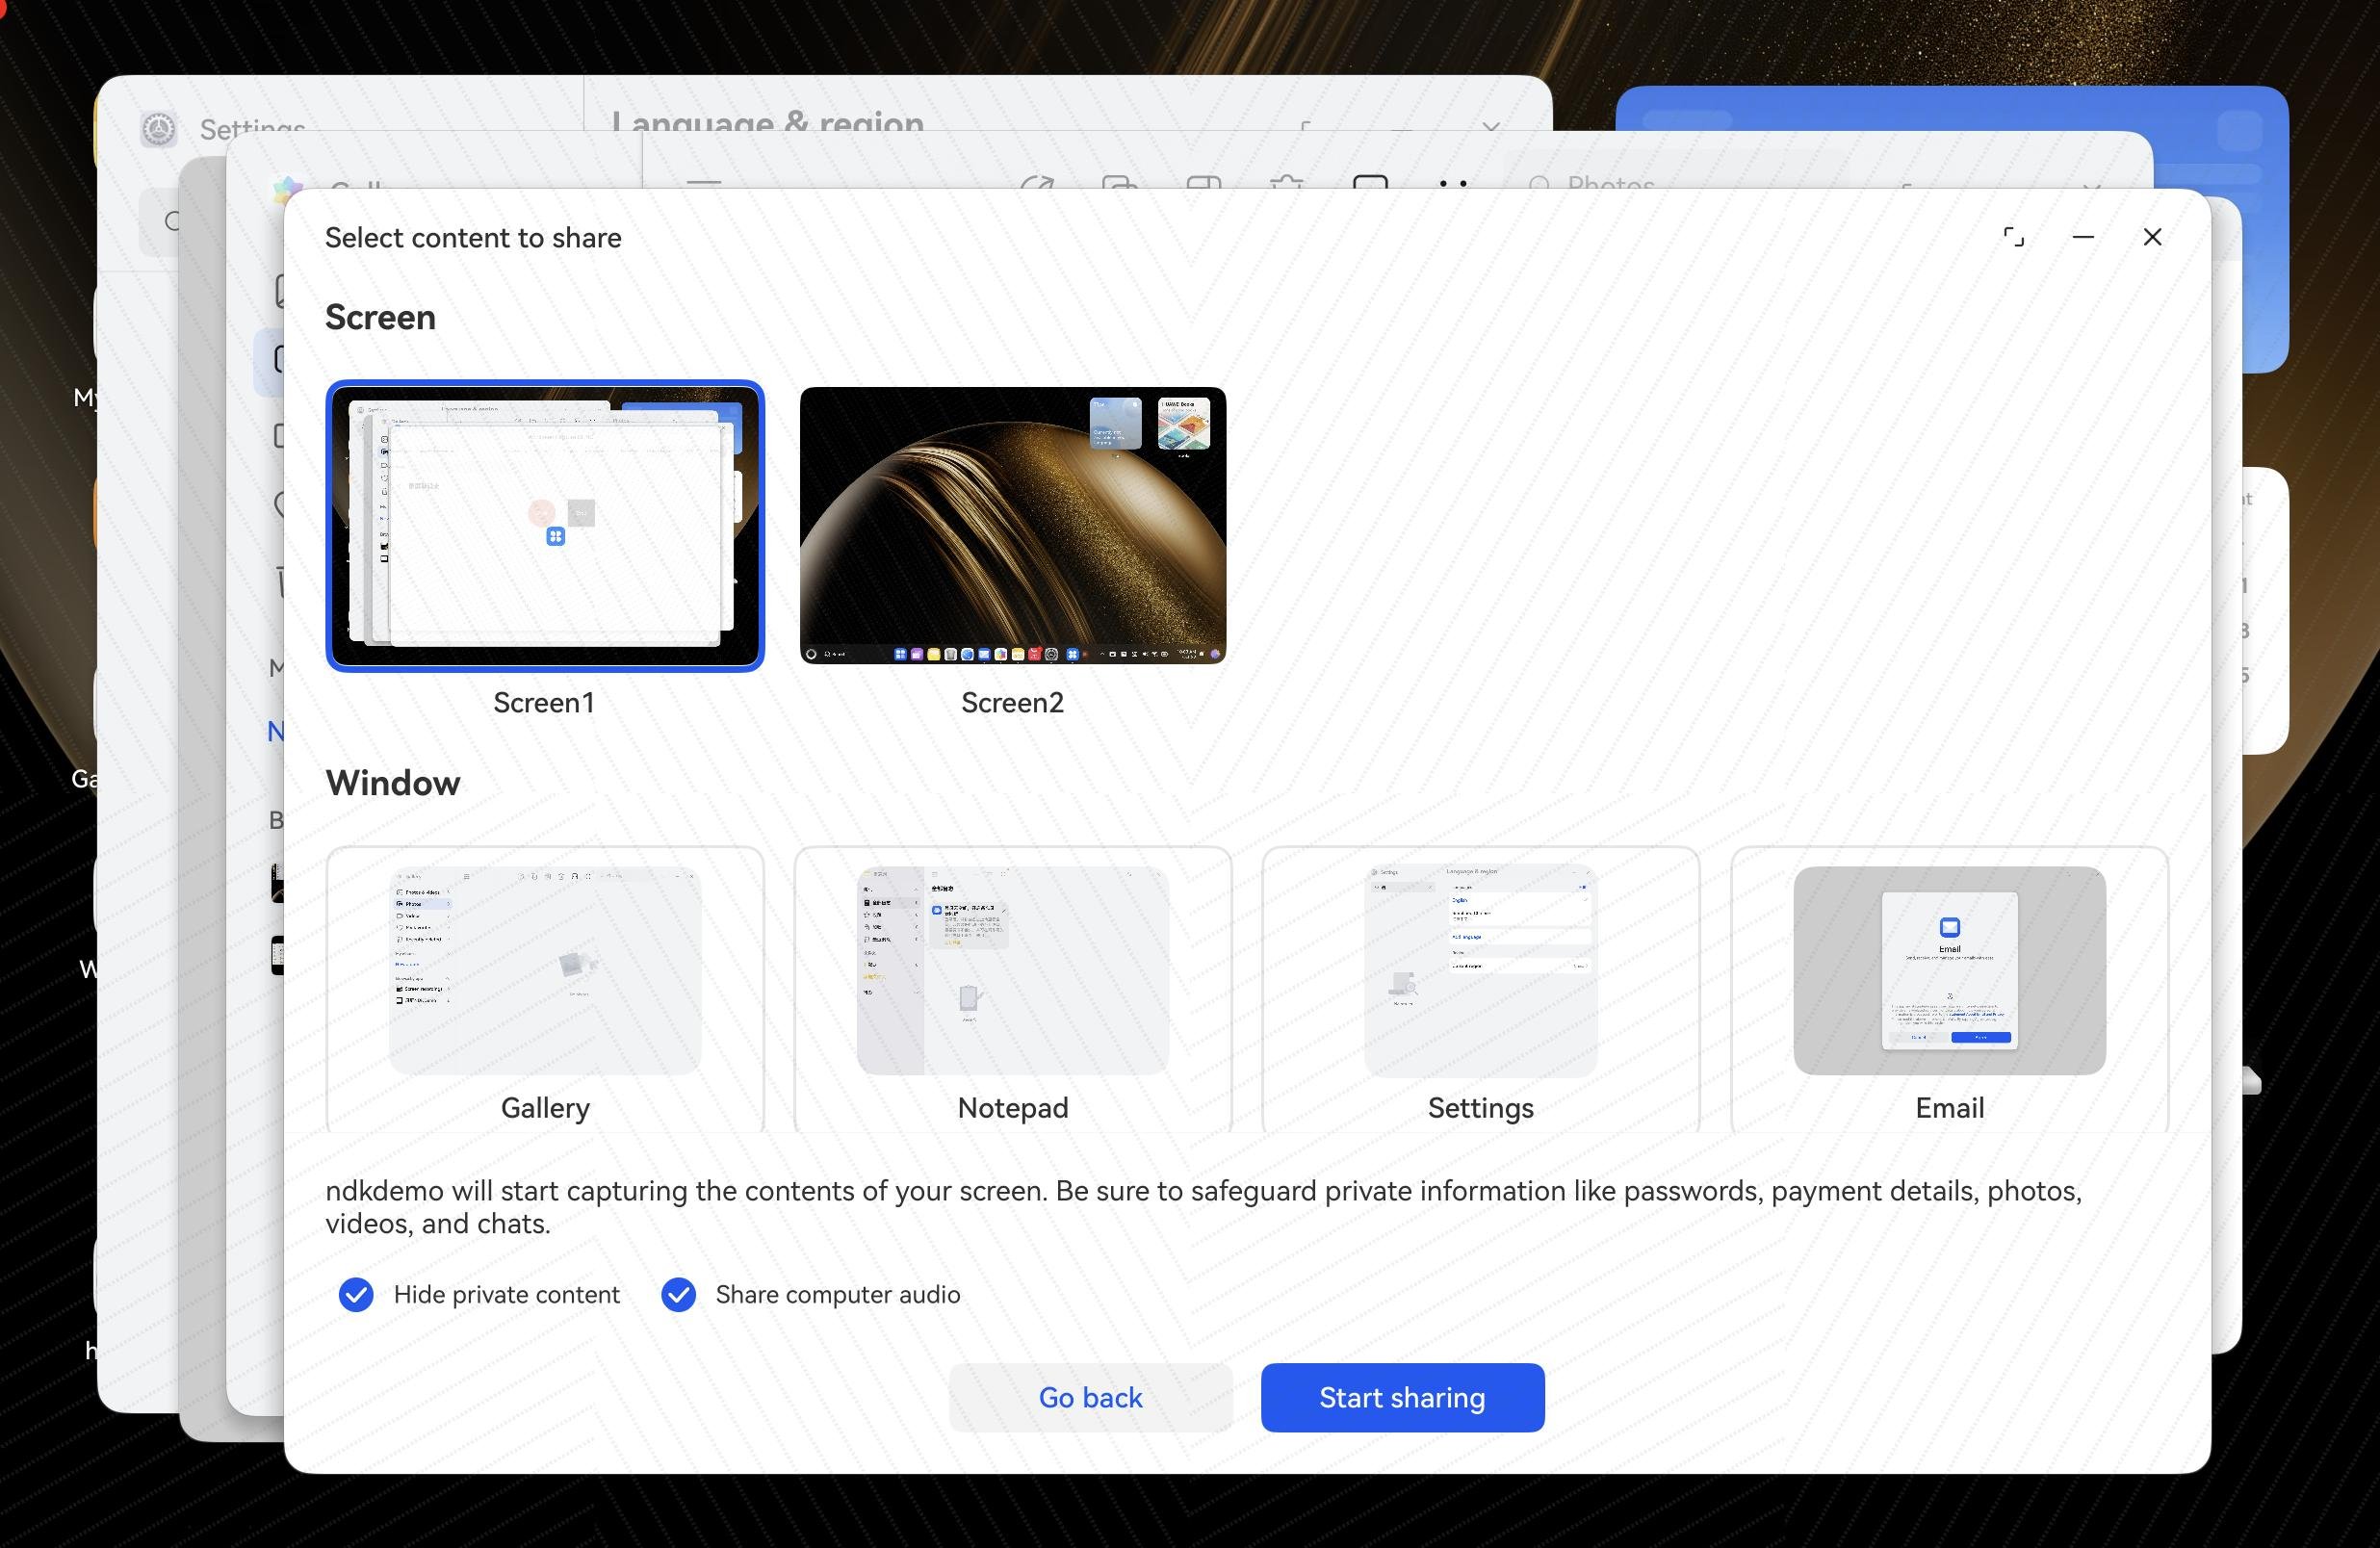 Settings
Language & region
Photos
Select content to share
Screen
Screen1
Screen2
Window
Gallery
Notepad
Settings
Email
ndkdemo will start capturing the contents of your screen. Be sure to safeguard private information like passwords, payment details, photos,
videos, and chats.
Hide private content
Share computer audio
Go back
Start sharing